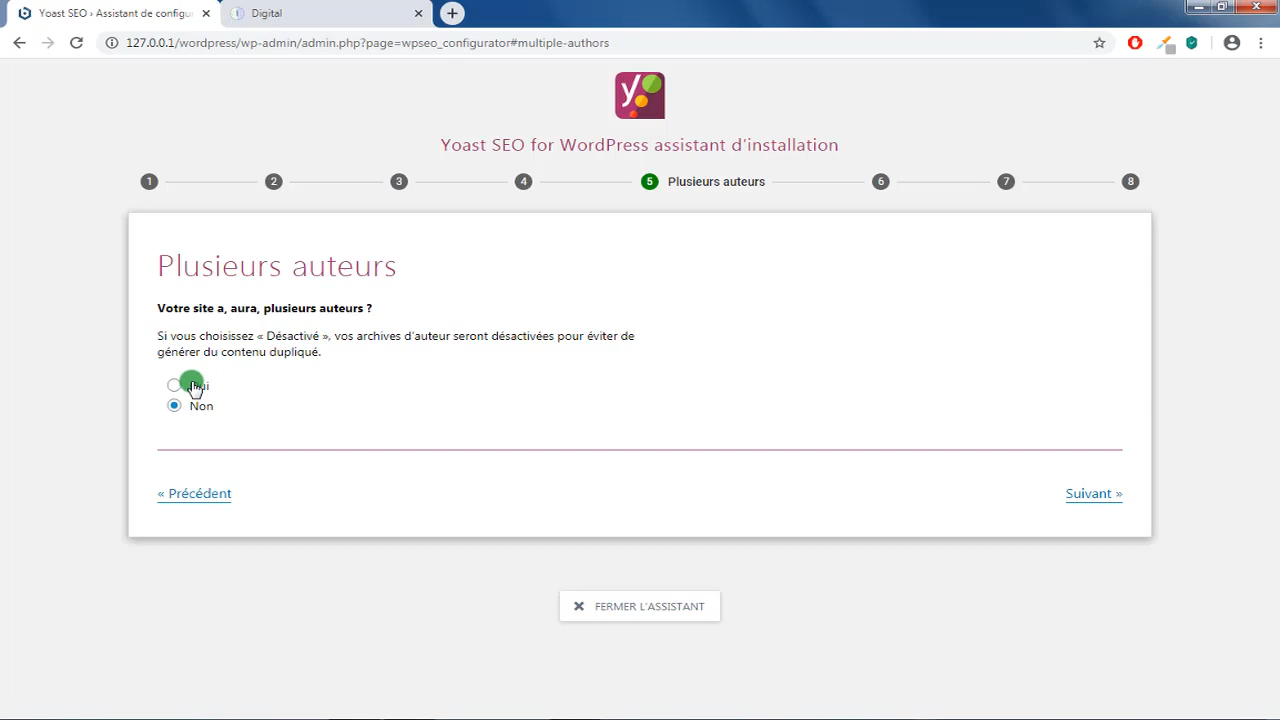 Yoast SEO › Assistant de configur
Digital
127.0.0.1/wordpress/wp-admin/admin.php?page=wpseo_configurator#multiple-authors
Yoast SEO for WordPress assistant d'installation
1 2 3 4 5 Plusieurs auteurs 6 7 8
Plusieurs auteurs
Votre site a, aura, plusieurs auteurs ?
Si vous choisissez « Désactivé », vos archives d'auteur seront désactivées pour éviter de
générer du contenu dupliqué.
Non
« Précédent
Suivant »
FERMER L'ASSISTANT